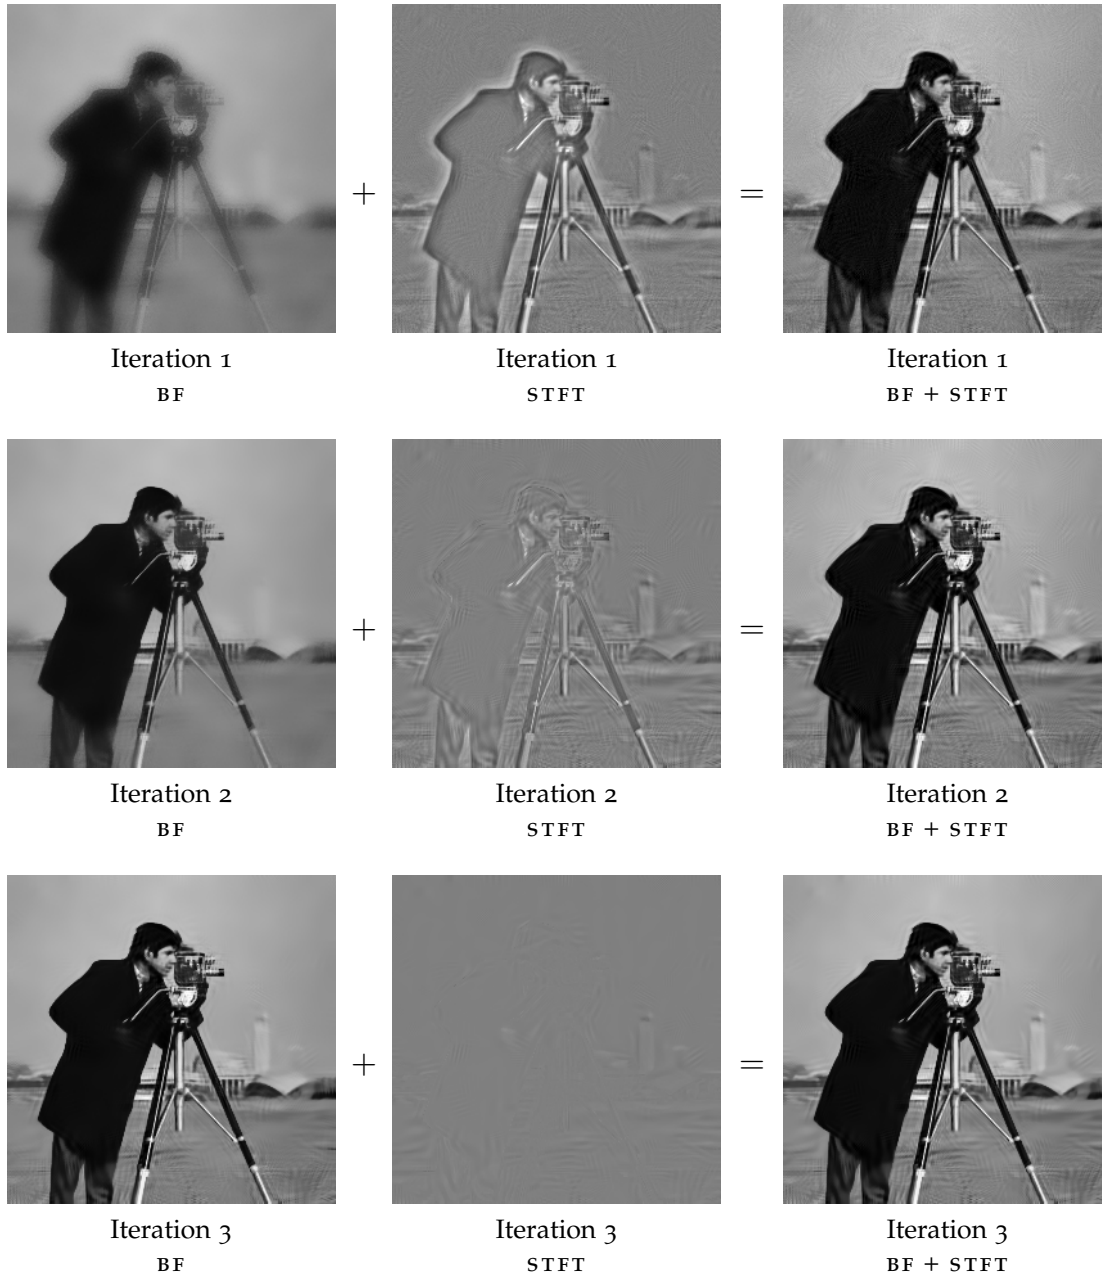 + =
Iteration 1 Iteration 1 Iteration 1
BF STFT BF + STFT
+ =
Iteration 2 Iteration 2 Iteration 2
BF STFT BF + STFT
+ =
Iteration 3 Iteration 3 Iteration 3
BF STFT BF + STFT